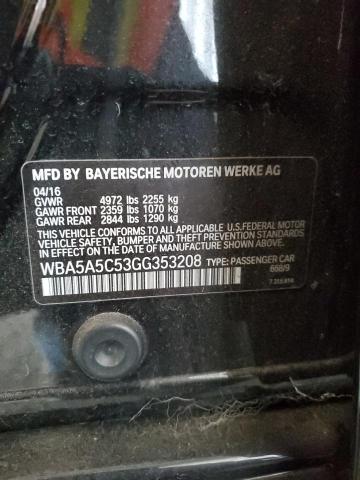 MFD BY BAYERISCHE MOTOREN WERKE AG
04/16
GVWR 4972 lbs 2255 kg
GAWR FRONT 2359 lbs 1070 kg
GAWR REAR 2844 lbs 1290 kg
THIS VEHICLE CONFORMS TO ALL APPLICABLE U.S.FEDERAL MOTOR
VEHICLE SAFETY, BUMPER, AND THEFT PREVENTION STANDARDS IN
EFFECT ON THE DATE OF MANUFACTURE SHOWN ABOVE.
WBA5A5C53GG353208 TYPE: PASSENGER CAR
668/9